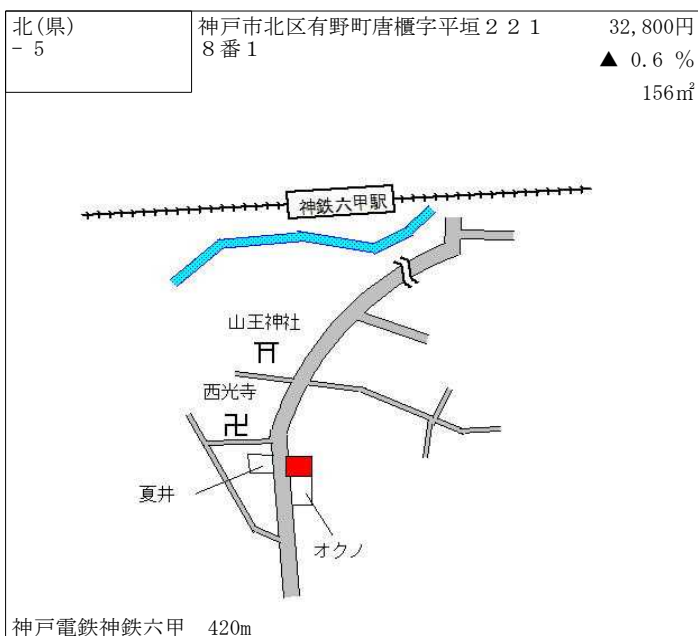 北(県)
- 5
神戸市北区有野町唐櫃字平垣２２１
８番１
32,800円
▲ 0.6 %
156㎡
神鉄六甲駅
山王神社
西光寺
夏井
オクノ
神戸電鉄神鉄六甲 420m